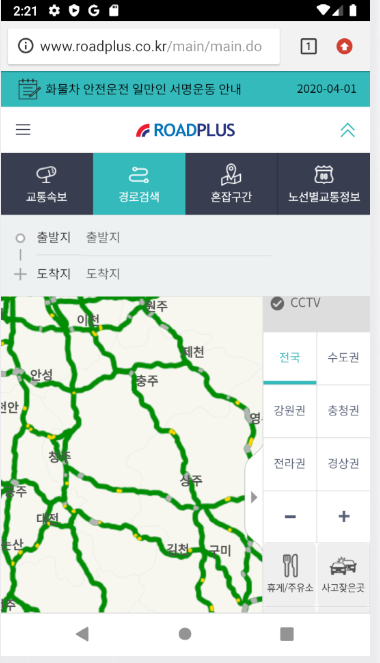 2:21
www.roadplus.co.kr/main/main.do
1
화물차 안전운전 일만인 서명운동 안내 2020-04-01
ROADPLUS
교통속보 경로검색 혼잡구간 노선별교통정보
출발지 출발지
도착지 도착지
CCTV
원주
이천
제천
전국 수도권
안성
충주
천안
강원권 충청권
청주
전라권 경상권
상주
대전
논산
김천 구미
휴게/주유소 사고잦은곳